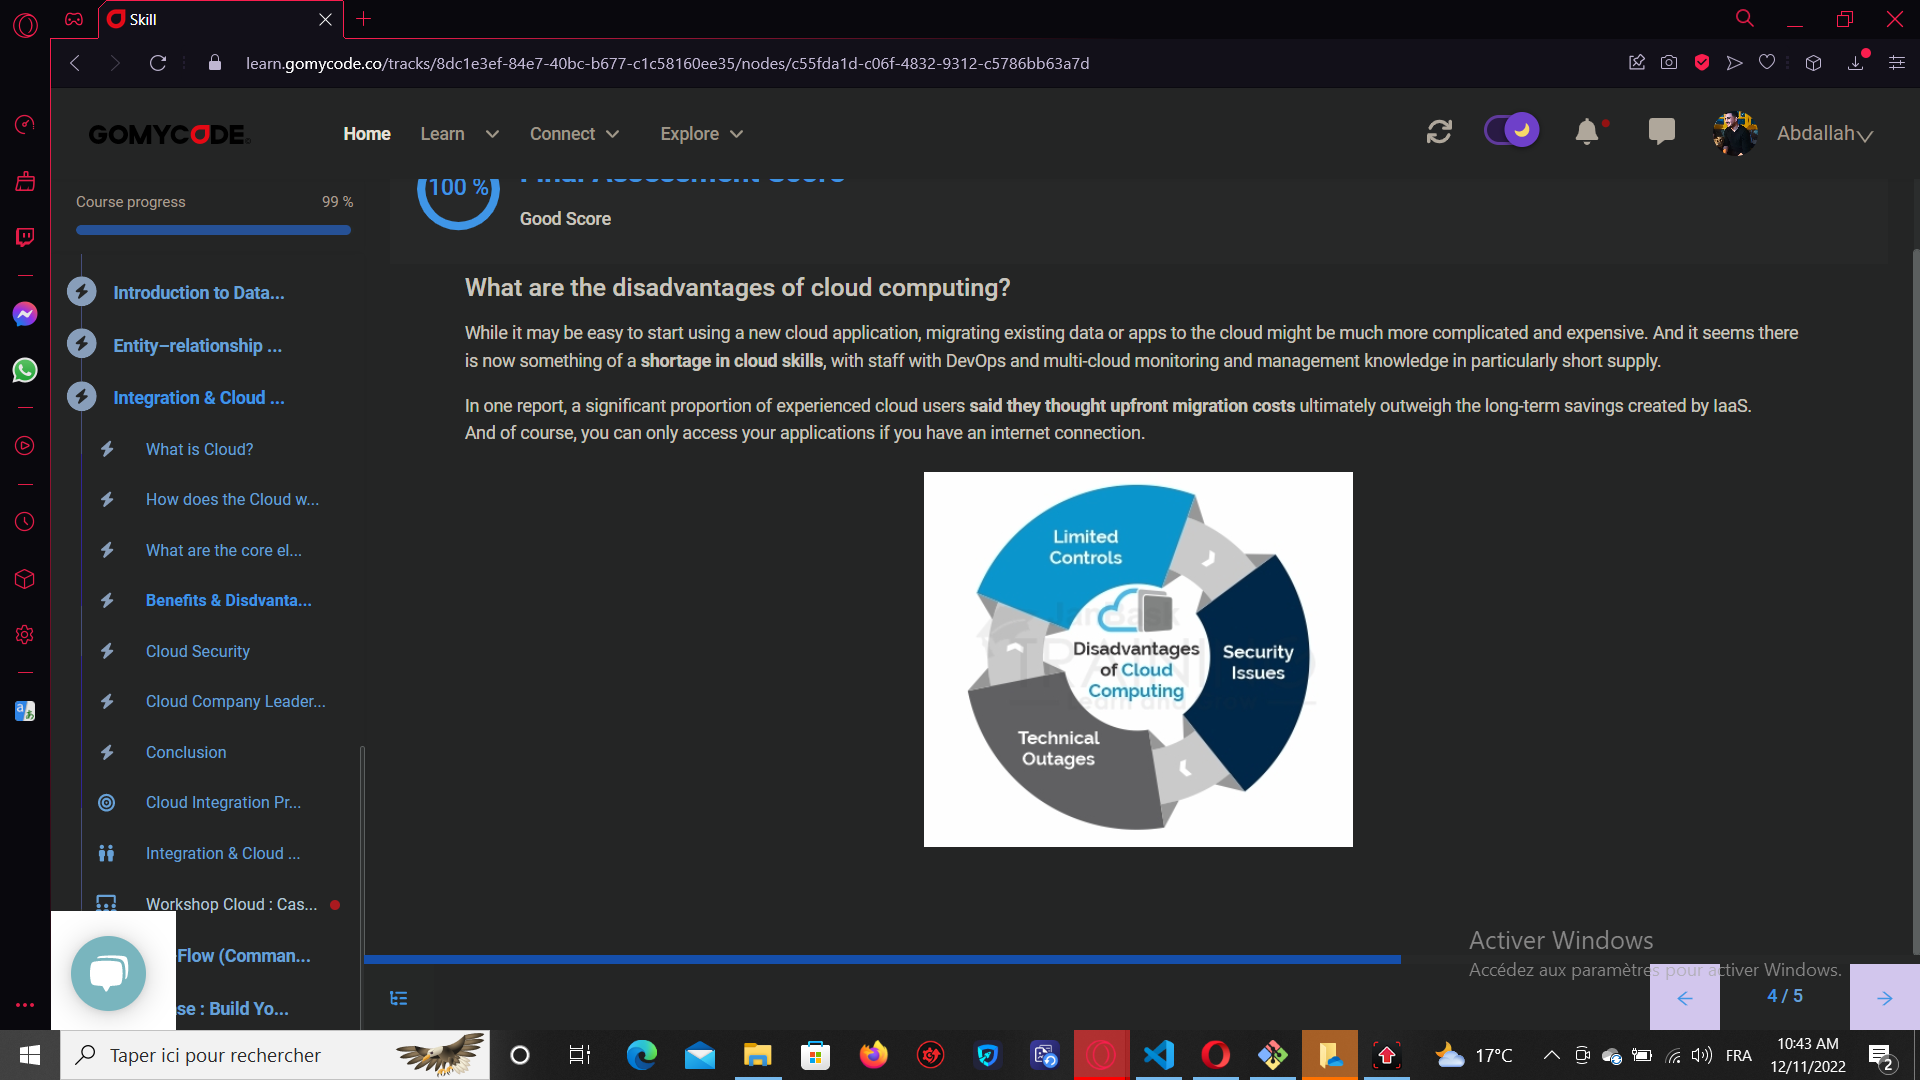 Skill
learn.gomycode.co/tracks/8dc1e3ef-84e7-40bc-b677-c1c58160ee35/nodes/c55fda1d-c06f-4832-9312-c5786bb63a7d
GOMYCODE
Home Learn Connect Explore
Abdallah
Course progress 99 %
Introduction to Data...
Entity–relationship ...
Integration & Cloud ...
What is Cloud?
How does the Cloud w...
What are the core el...
Benefits & Disdvanta...
Cloud Security
Cloud Company Leader...
Conclusion
Cloud Integration Pr...
Integration & Cloud ...
Workshop Cloud : Cas...
Flow (Comman...
se : Build Yo...
100 %
Final Assessment Score
Good Score
What are the disadvantages of cloud computing?
While it may be easy to start using a new cloud application, migrating existing data or apps to the cloud might be much more complicated and expensive. And it seems there
is now something of a shortage in cloud skills, with staff with DevOps and multi-cloud monitoring and management knowledge in particularly short supply.
In one report, a significant proportion of experienced cloud users said they thought upfront migration costs ultimately outweigh the long-term savings created by IaaS.
And of course, you can only access your applications if you have an internet connection.
Limited
Controls
Disadvantages
of Cloud
Computing
Security
Issues
Technical
Outages
JanBask
TRAINING
Learn and Grow
Activer Windows
Accédez aux paramètres pour activer Windows.
4 / 5
Taper ici pour rechercher
17°C
FRA
10:43 AM
12/11/2022
2